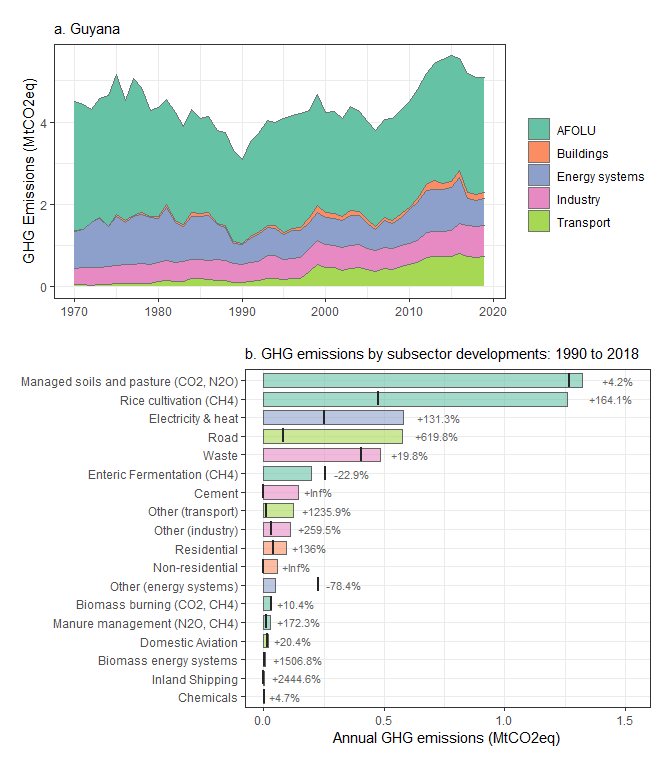 a. Guyana
GHG Emissions (MtCO2eq)
4
2
0
1970
1980
1990
2000
2010
2020
AFOLU
Buildings
Energy systems
Industry
Transport
b. GHG emissions by subsector developments: 1990 to 2018
Managed soils and pasture (CO2, N2O) +4.2%
Rice cultivation (CH4) +164.1%
Electricity & heat +131.3%
Road +619.8%
Waste +19.8%
Enteric Fermentation (CH4) -22.9%
Cement +Inf%
Other (transport) +1235.9%
Other (industry) +259.5%
Residential +136%
Non-residential +Inf%
Other (energy systems) -78.4%
Biomass burning (CO2, CH4) +10.4%
Manure management (N2O, CH4) +172.3%
Domestic Aviation +20.4%
Biomass energy systems +1506.8%
Inland Shipping +2444.6%
Chemicals +4.7%
0.0
0.5
1.0
1.5
Annual GHG emissions (MtCO2eq)